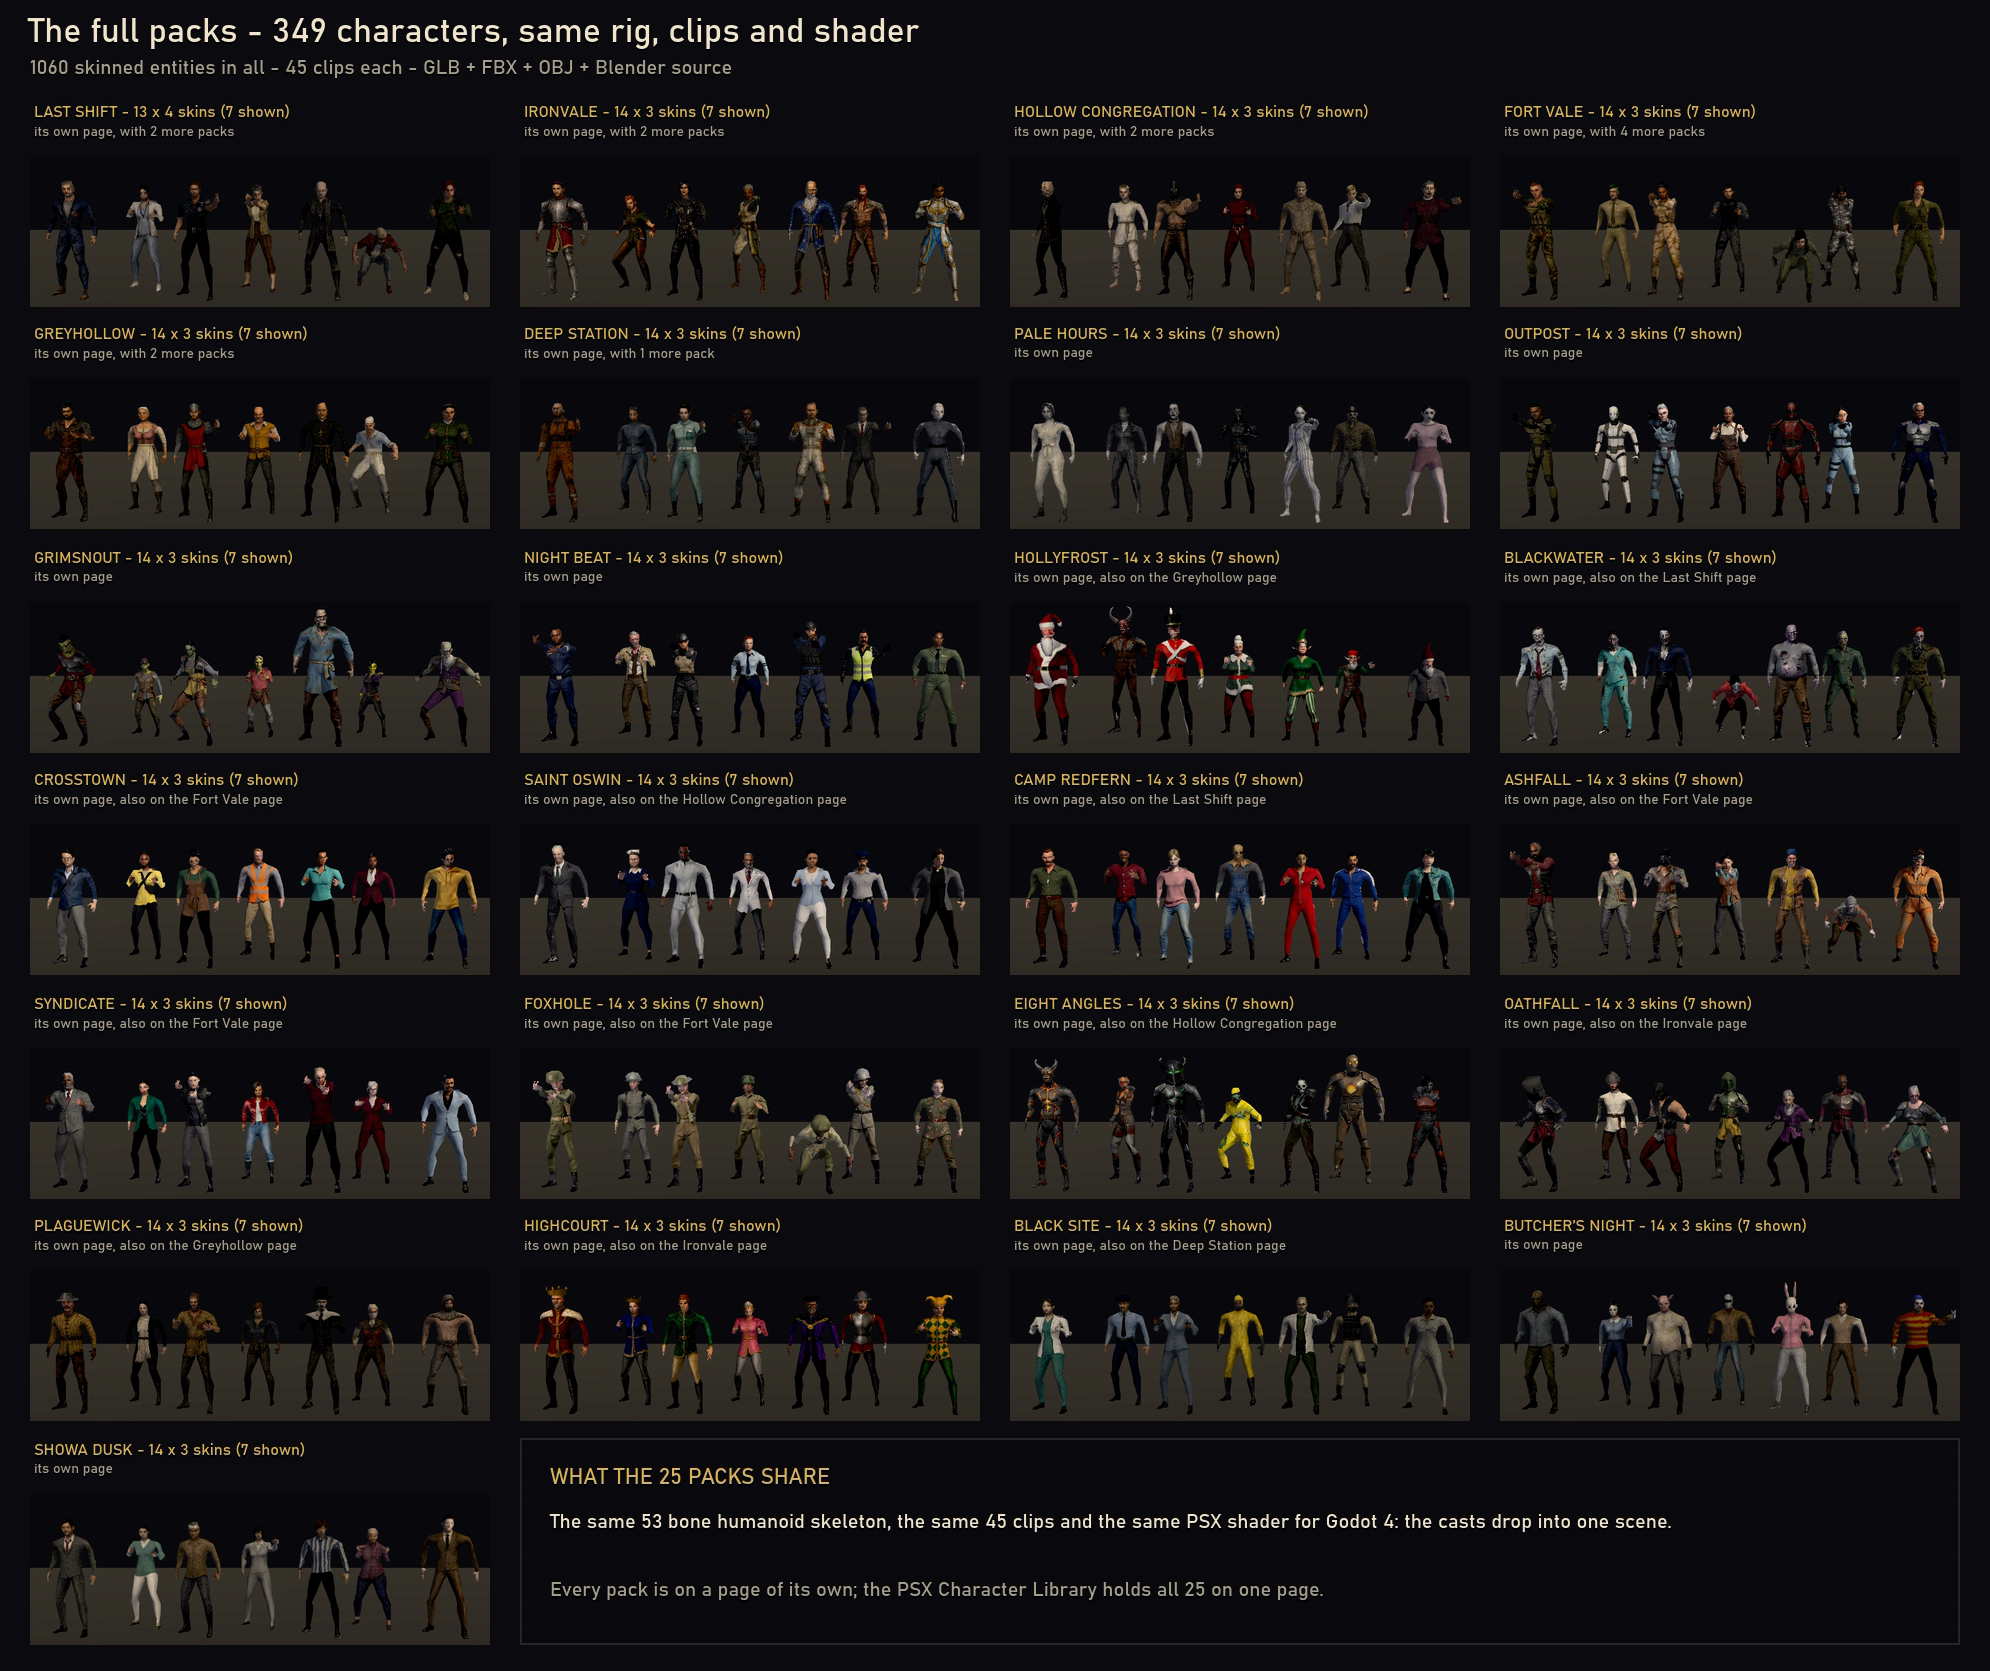 The full packs - 349 characters, same rig, clips and shader
1060 skinned entities in all - 45 clips each - GLB + FBX + OBJ + Blender source
LAST SHIFT - 13 x 4 skins (7 shown)
its own page, with 2 more packs
IRONVALE - 14 x 3 skins (7 shown)
its own page, with 2 more packs
HOLLOW CONGREGATION - 14 x 3 skins (7 shown)
its own page, with 2 more packs
FORT VALE - 14 x 3 skins (7 shown)
its own page, with 4 more packs
GREYHOLLOW - 14 x 3 skins (7 shown)
its own page, with 2 more packs
DEEP STATION - 14 x 3 skins (7 shown)
its own page, with 1 more pack
PALE HOURS - 14 x 3 skins (7 shown)
its own page
OUTPOST - 14 x 3 skins (7 shown)
its own page
GRIMSNOUT - 14 x 3 skins (7 shown)
its own page
NIGHT BEAT - 14 x 3 skins (7 shown)
its own page
HOLLYFROST - 14 x 3 skins (7 shown)
its own page, also on the Greyhollow page
BLACKWATER - 14 x 3 skins (7 shown)
its own page, also on the Last Shift page
CROSSTOWN - 14 x 3 skins (7 shown)
its own page, also on the Fort Vale page
SAINT OSWIN - 14 x 3 skins (7 shown)
its own page, also on the Hollow Congregation page
CAMP REDFERN - 14 x 3 skins (7 shown)
its own page, also on the Last Shift page
ASHFALL - 14 x 3 skins (7 shown)
its own page, also on the Fort Vale page
SYNDICATE - 14 x 3 skins (7 shown)
its own page, also on the Fort Vale page
FOXHOLE - 14 x 3 skins (7 shown)
its own page, also on the Fort Vale page
EIGHT ANGLES - 14 x 3 skins (7 shown)
its own page, also on the Hollow Congregation page
OATHFALL - 14 x 3 skins (7 shown)
its own page, also on the Ironvale page
PLAGUEWICK - 14 x 3 skins (7 shown)
its own page, also on the Greyhollow page
HIGHCOURT - 14 x 3 skins (7 shown)
its own page, also on the Ironvale page
BLACK SITE - 14 x 3 skins (7 shown)
its own page, also on the Deep Station page
BUTCHER'S NIGHT - 14 x 3 skins (7 shown)
its own page
SHOWA DUSK - 14 x 3 skins (7 shown)
its own page
WHAT THE 25 PACKS SHARE
The same 53 bone humanoid skeleton, the same 45 clips and the same PSX shader for Godot 4: the casts drop into one scene.
Every pack is on a page of its own; the PSX Character Library holds all 25 on one page.